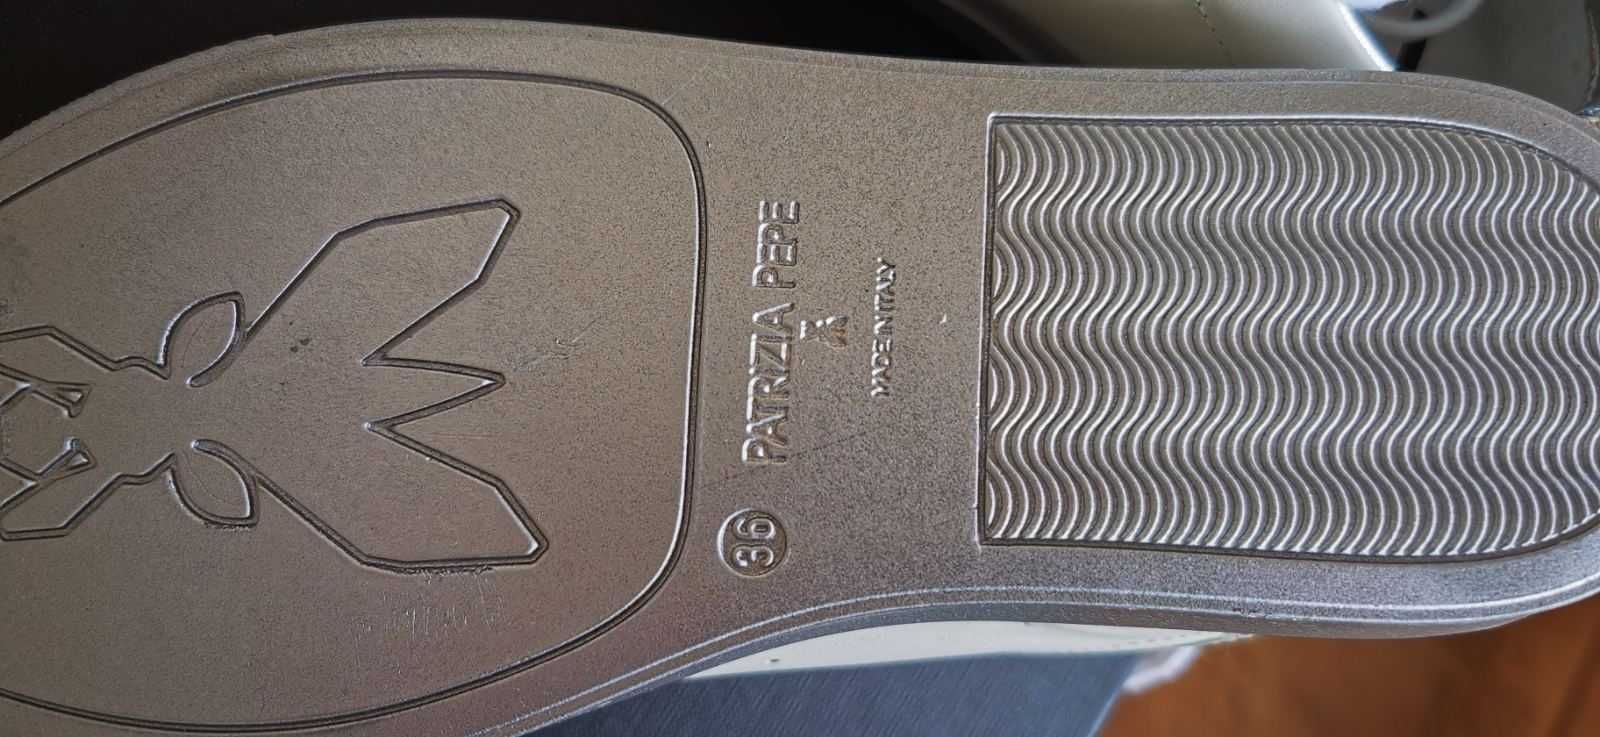 PATRIZIA PEPE
MADE IN ITALY
36